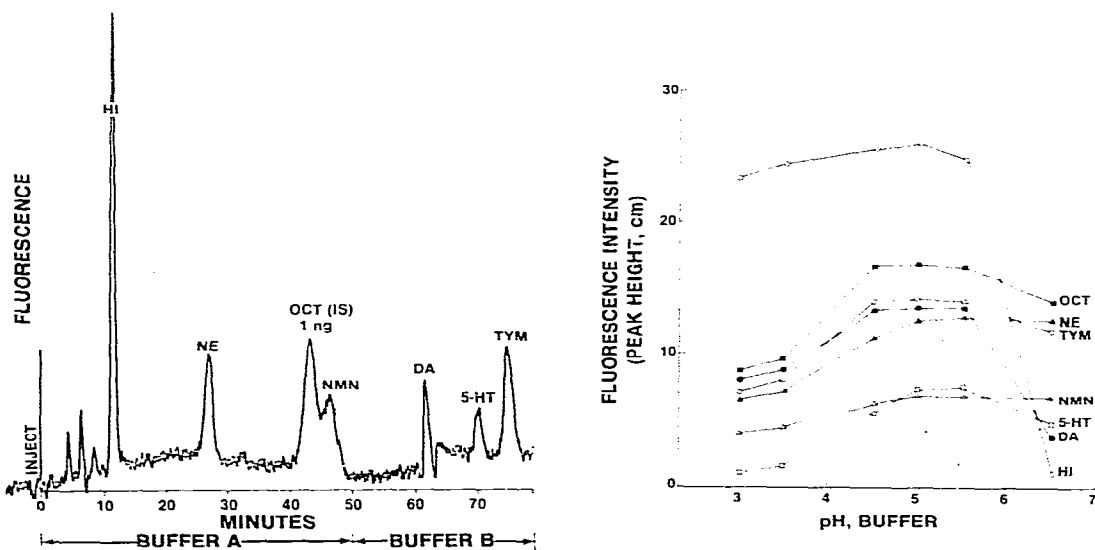 FLUORESCENCE
INJECT
HI
NE
OCT (IS)
1 ng
NMN
DA
5-HT
TYM
0 10 20 30 40 50 60 70
MINUTES
BUFFER A BUFFER B
FLUORESCENCE INTENSITY
(PEAK HEIGHT, cm)
30
20
10
0
3 4 5 6 7
pH, BUFFER
OCT
NE
TYM
NMN
5-HT
DA
HI